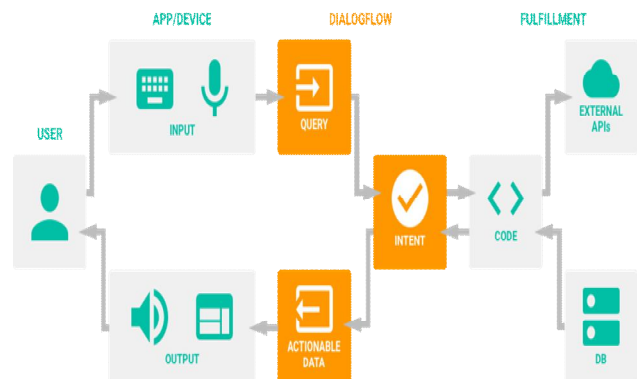 APP/DEVICE
DIALOGFLOW
FULFILLMENT
USER
INPUT
QUERY
EXTERNAL
APIs
INTENT
CODE
OUTPUT
ACTIONABLE
DATA
DB